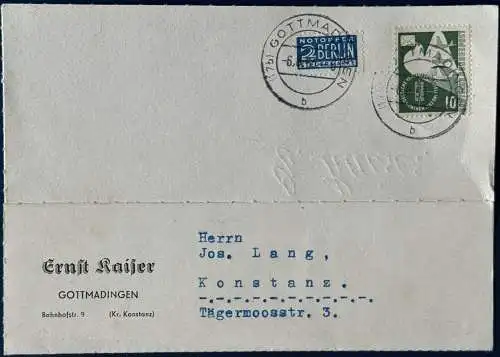 (17b) GOTTMADINGEN
b
NOTOPFER
2 BERLIN
STEUERMARKE
10
Herrn
Jos. Lang,
Konstanz.
Tägermoosstr. 3.
Ernst Kaiser
GOTTMADINGEN
Bahnhofstr. 9 (Kr. Konstanz)
b